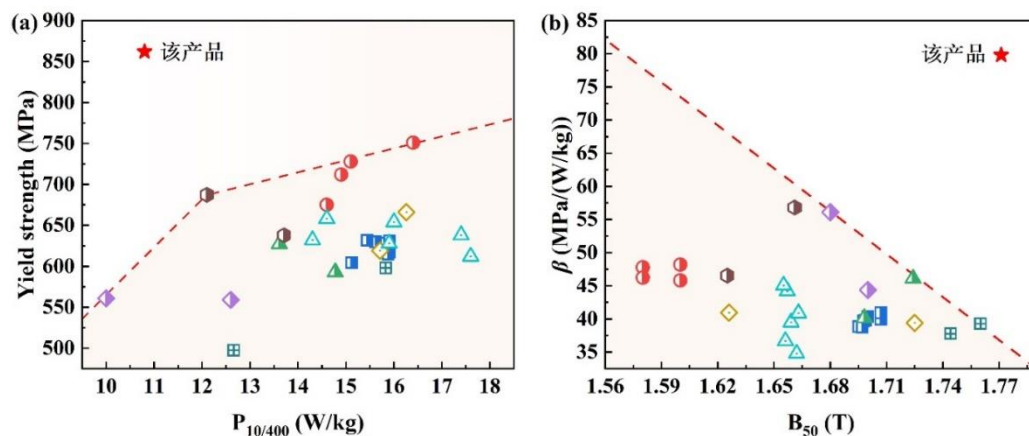 (a)
该产品
Yield strength (MPa)
900
850
800
750
700
650
600
550
500
10 11 12 13 14 15 16 17 18
P10/400 (W/kg)
(b)
该产品
β (MPa/(W/kg)
85
80
75
70
65
60
55
50
45
40
35
1.56 1.59 1.62 1.65 1.68 1.71 1.74 1.77
B50 (T)